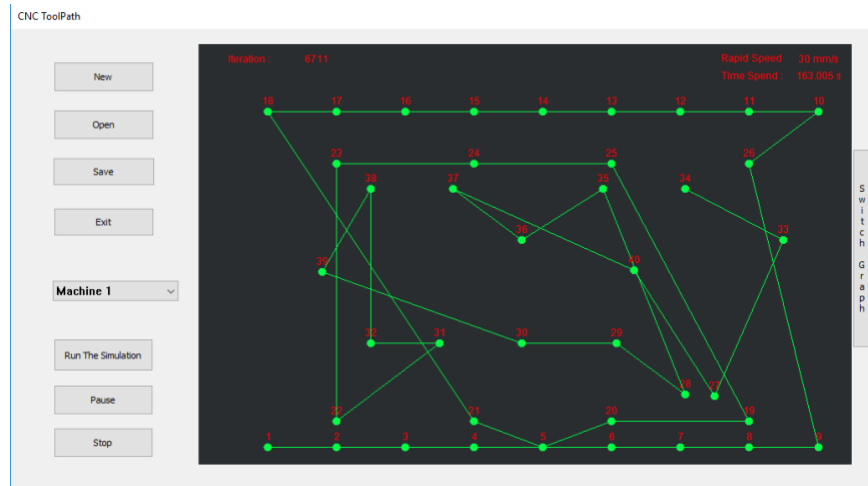 CNC ToolPath
New
Open
Save
Exit
Machine 1
Run The Simulation
Pause
Stop
Iteration : 6711
Rapid Speed 30 mm/s
Time Spend : 163.005 s
18 17 16 15 14 13 12 11 10
23 24 25 26
38 37 35 34
36 33
39 40
32 31 30 29
28 27
22 21 20 19
1 2 3 4 5 6 7 8 9
Switch Graph